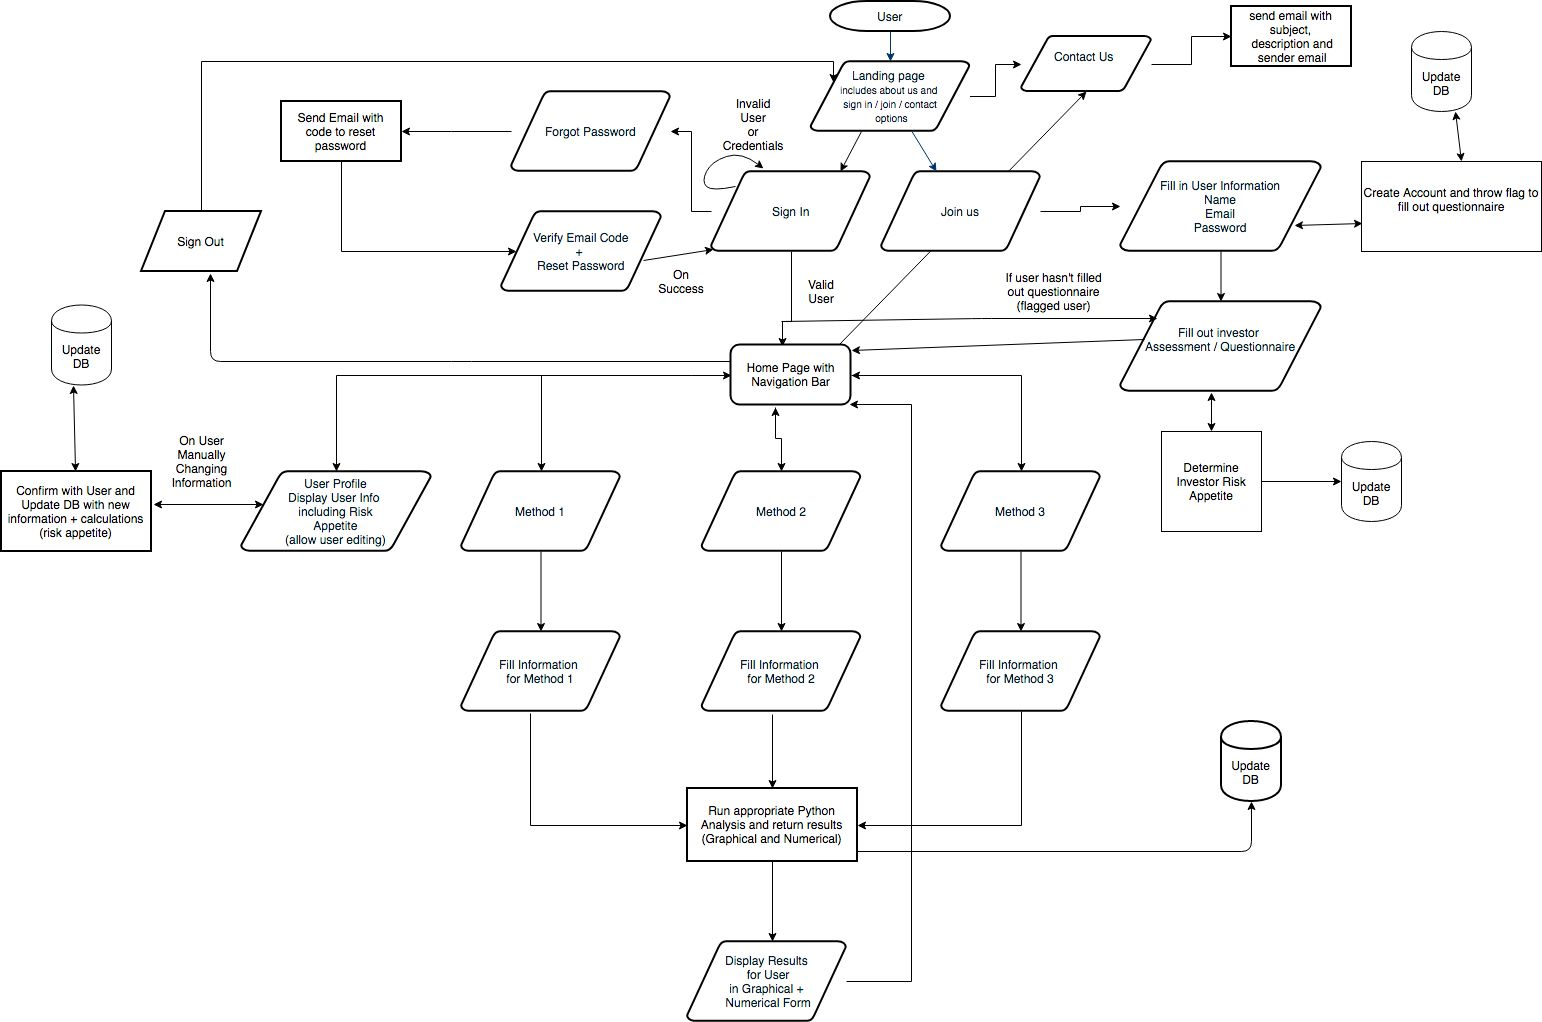 User
send email with
subject,
description and
sender email
Contact Us
Landing page
includes about us and
sign in / join / contact
options
Update
DB
Invalid
User
or
Credentials
Send Email with
code to reset
password
Forgot Password
Sign In
Join us
Fill in User Information
Name
Email
Password
Create Account and throw flag to
fill out questionnaire
Sign Out
Verify Email Code
+
Reset Password
On
Success
Valid
User
If user hasn't filled
out questionnaire
(flagged user)
Fill out investor
Assessment / Questionnaire
Update
DB
Home Page with
Navigation Bar
On User
Manually
Changing
Information
Confirm with User and
Update DB with new
information + calculations
(risk appetite)
User Profile
Display User Info
including Risk
Appetite
(allow user editing)
Method 1
Method 2
Method 3
Determine
Investor Risk
Appetite
Update
DB
Fill Information
for Method 1
Fill Information
for Method 2
Fill Information
for Method 3
Update
DB
Run appropriate Python
Analysis and return results
(Graphical and Numerical)
Display Results
for User
in Graphical +
Numerical Form